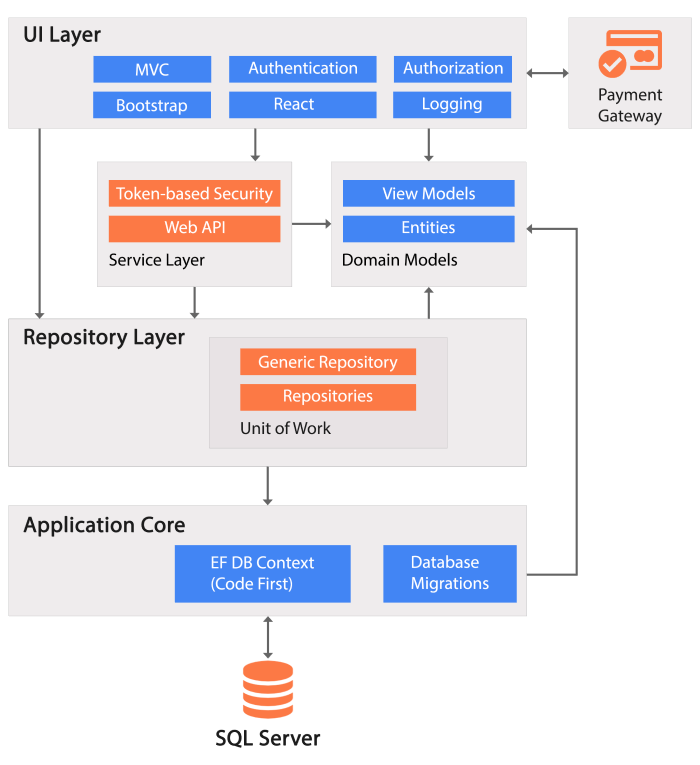 UI Layer
MVC
Authentication
Authorization
Bootstrap
React
Logging
Payment
Gateway
Token-based Security
Web API
Service Layer
View Models
Entities
Domain Models
Repository Layer
Generic Repository
Repositories
Unit of Work
Application Core
EF DB Context
(Code First)
Database
Migrations
SQL Server